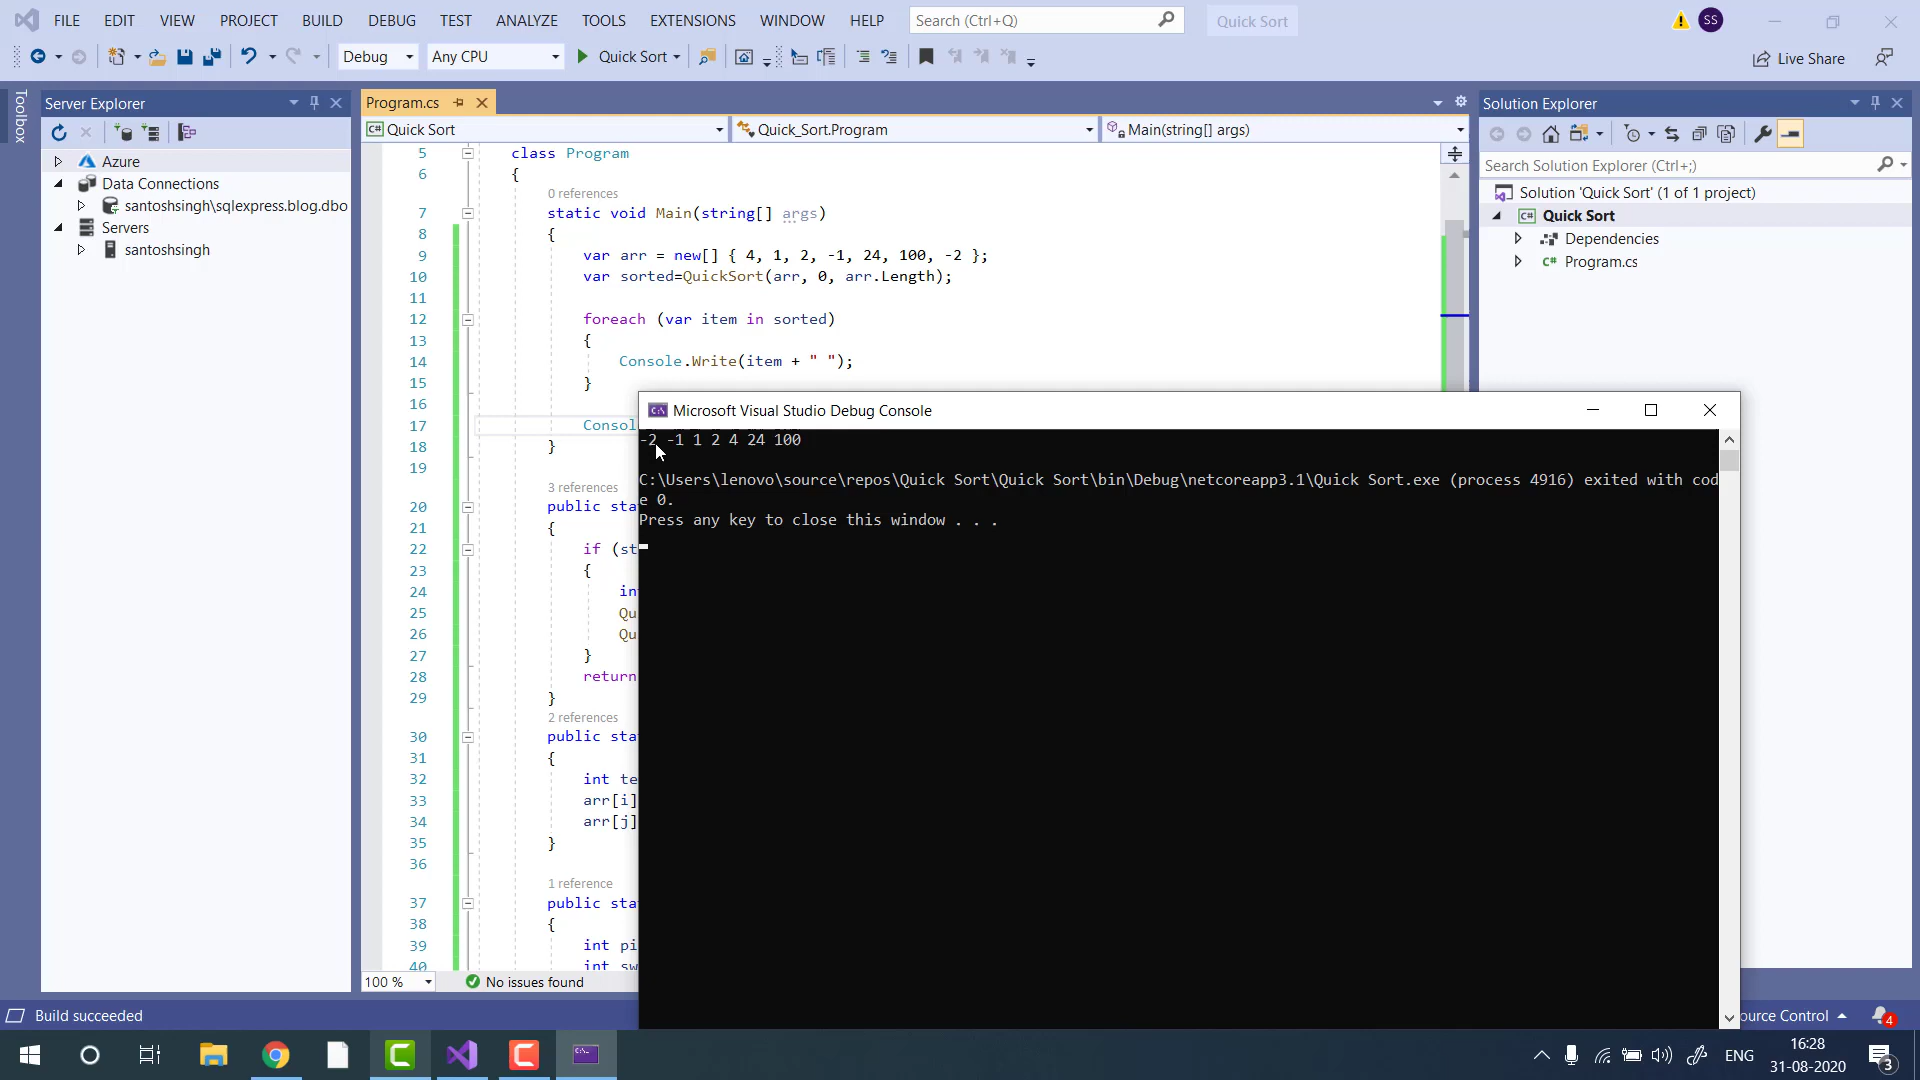 FILE EDIT VIEW PROJECT BUILD DEBUG TEST ANALYZE TOOLS EXTENSIONS WINDOW HELP Search (Ctrl+Q) Quick Sort SS
Debug Any CPU Quick Sort Live Share
Toolbox
Server Explorer
Azure
Data Connections
santoshsingh\sqlexpress.blog.dbo
Servers
santoshsingh
Program.cs
C# Quick Sort Quick_Sort.Program Main(string[] args)
5 class Program
6 {
0 references
7 static void Main(string[] args)
8 {
9 var arr = new[] { 4, 1, 2, -1, 24, 100, -2 };
10 var sorted=QuickSort(arr, 0, arr.Length);
11
12 foreach (var item in sorted)
13 {
14 Console.Write(item + " ");
15 }
16
17 Consol
18 }
19
3 references
20 public sta
21 {
22 if (st
23 {
24 in
25 Qu
26 Qu
27 }
28 return
29 }
2 references
30 public sta
31 {
32 int te
33 arr[i]
34 arr[j]
35 }
36
1 reference
37 public sta
38 {
39 int pi
40 int sw
100 % No issues found
Microsoft Visual Studio Debug Console
-2 -1 1 2 4 24 100
C:\Users\lenovo\source\repos\Quick Sort\Quick Sort\bin\Debug\netcoreapp3.1\Quick Sort.exe (process 4916) exited with cod
e 0.
Press any key to close this window . . .
Solution Explorer
Search Solution Explorer (Ctrl+;)
Solution 'Quick Sort' (1 of 1 project)
C# Quick Sort
Dependencies
C# Program.cs
Build succeeded
ource Control 4
ENG
16:28
31-08-2020
3